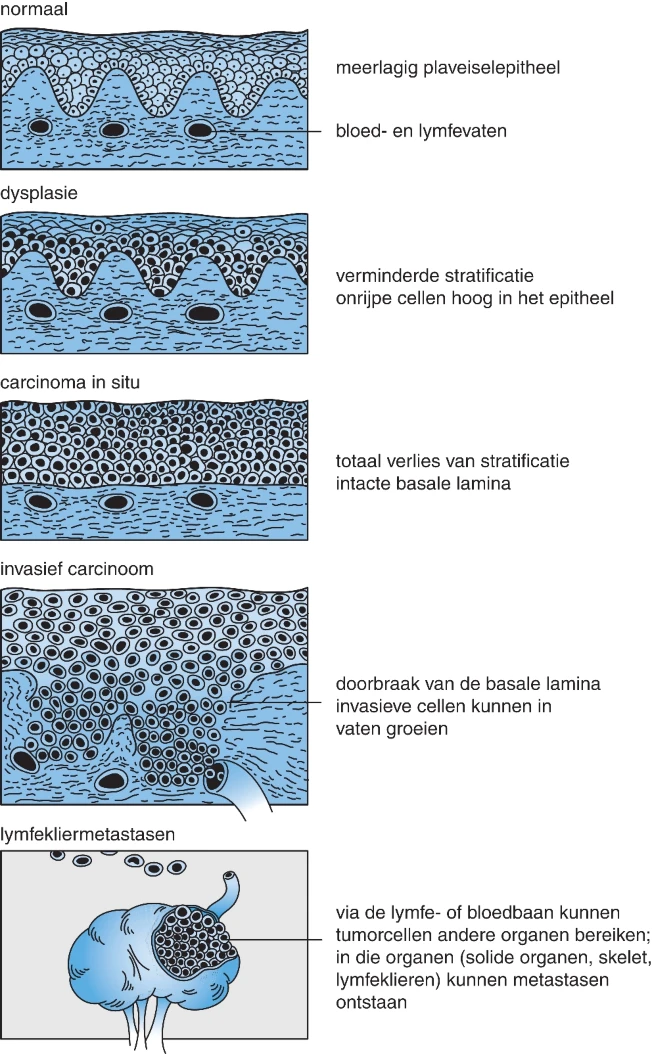 normaal
meerlagig plaveiselepitheel
bloed- en lymfevaten
dysplasie
verminderde stratificatie
onrijpe cellen hoog in het epitheel
carcinoma in situ
totaal verlies van stratificatie
intacte basale lamina
invasief carcinoom
doorbraak van de basale lamina
invasieve cellen kunnen in
vaten groeien
lymfekliermetastasen
via de lymfe- of bloedbaan kunnen
tumorcellen andere organen bereiken;
in die organen (solide organen, skelet,
lymfeklieren) kunnen metastasen
ontstaan